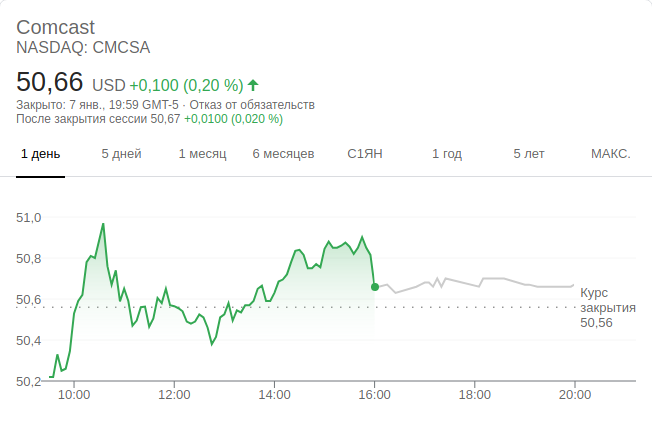 Comcast
NASDAQ: CMCSA
50,66 USD +0,100 (0,20 %)
Закрыто: 7 янв., 19:59 GMT-5 · Отказ от обязательств
После закрытия сессии 50,67 +0,0100 (0,020 %)
1 день 5 дней 1 месяц 6 месяцев С1ЯН 1 год 5 лет МАКС.
51,0
50,8
50,6
50,4
50,2
Курс
закрытия
50,56
10:00 12:00 14:00 16:00 18:00 20:00